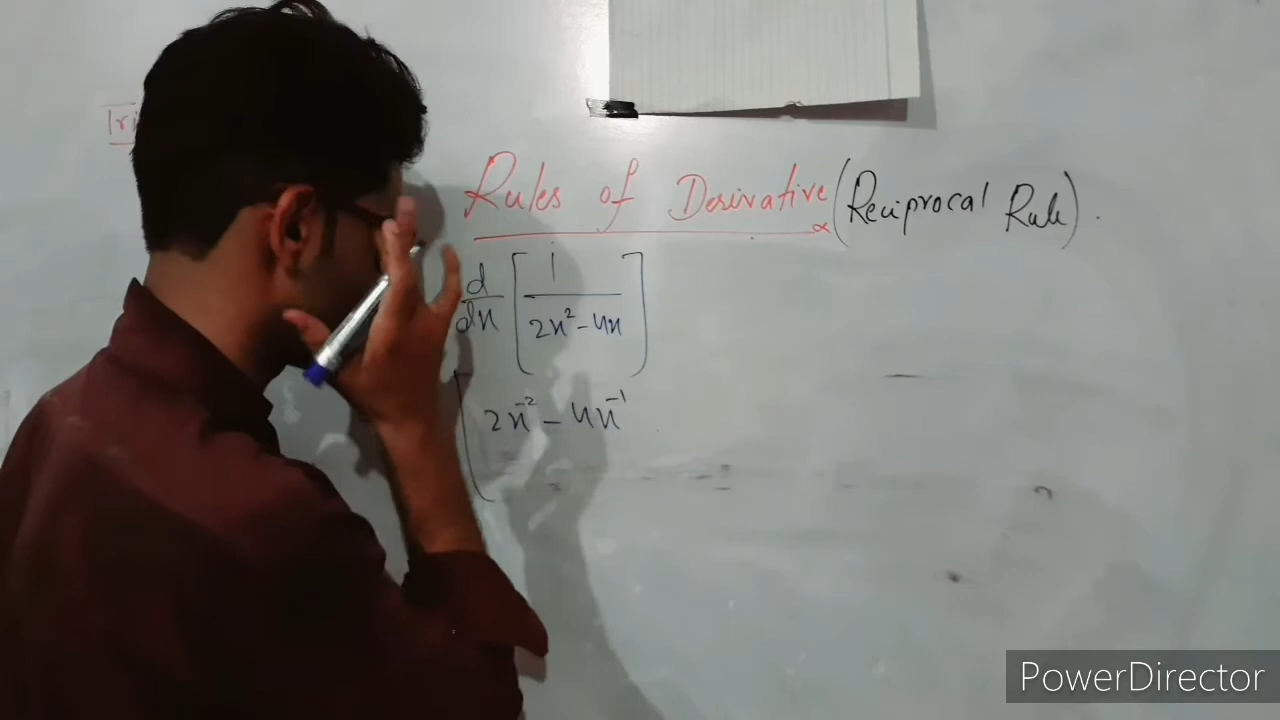 Rules of Derivative (Reciprocal Rule).
d/dx [1/(2x²-4x)]
[2x⁻² - 4x⁻¹
PowerDirector